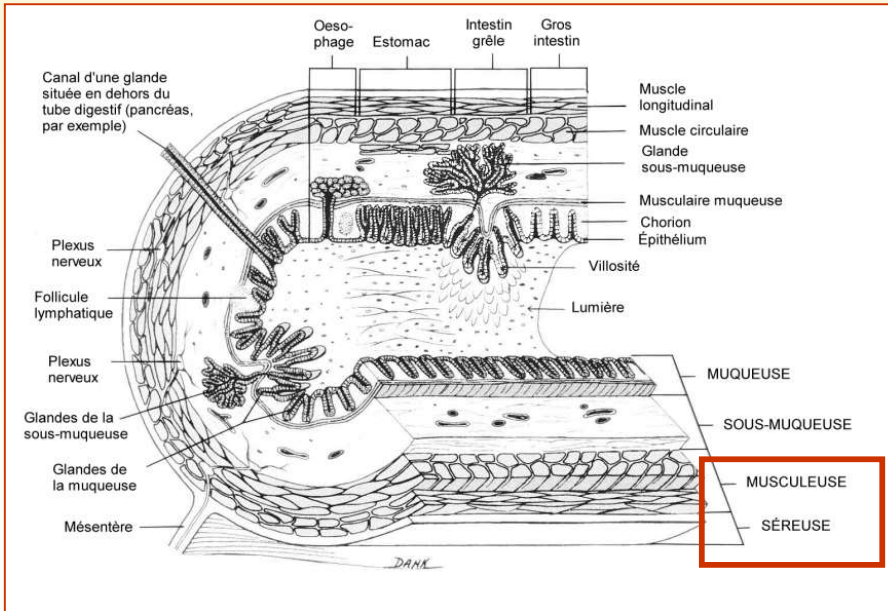 Oeso-
phage
Estomac
Intestin
grêle
Gros
intestin
Canal d'une glande
située en dehors du
tube digestif (pancréas,
par exemple)
Muscle
longitudinal
Muscle circulaire
Glande
sous-muqueuse
Musculaire muqueuse
Chorion
Épithélium
Villosité
Lumière
Plexus
nerveux
Follicule
lymphatique
Plexus
nerveux
Glandes de la
sous-muqueuse
Glandes de
la muqueuse
Mésentère
MUQUEUSE
SOUS-MUQUEUSE
MUSCULEUSE
SÉREUSE